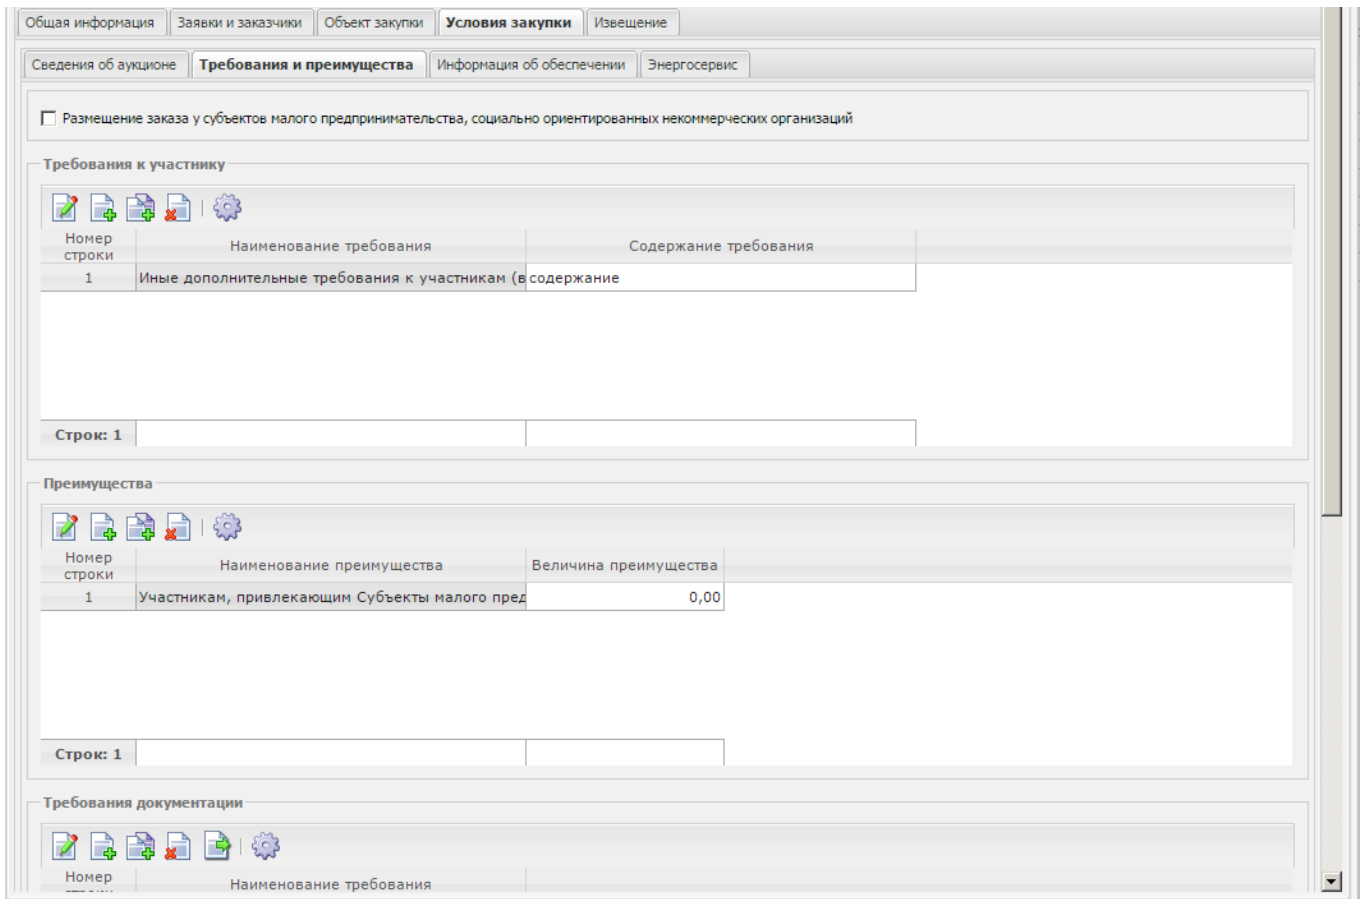 Общая информация Заявки и заказчики Объект закупки Условия закупки Извещение
Сведения об аукционе Требования и преимущества Информация об обеспечении Энергосервис
Размещение заказа у субъектов малого предпринимательства, социально ориентированных некоммерческих организаций
Требования к участнику
Номер строки Наименование требования Содержание требования
1 Иные дополнительные требования к участникам (в содержание
Строк: 1
Преимущества
Номер строки Наименование преимущества Величина преимущества
1 Участникам, привлекающим Субъекты малого пред 0,00
Строк: 1
Требования документации
Номер Наименование требования